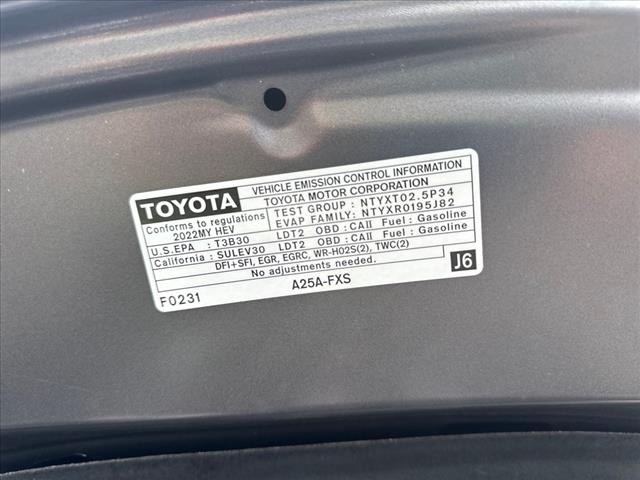 TOYOTA
VEHICLE EMISSION CONTROL INFORMATION
TOYOTA MOTOR CORPORATION
Conforms to regulations
2022MY HEV
TEST GROUP : NTYXT02.5P34
EVAP FAMILY: NTYXR0195J82
U.S.EPA : T3B30 LDT2 OBD : CAII Fuel : Gasoline
California : SULEV30 LDT2 OBD : CAII Fuel : Gasoline
DFI+SFI, EGR, EGRC, WR-HO2S(2), TWC(2)
No adjustments needed.
F0231 A25A-FXS J6